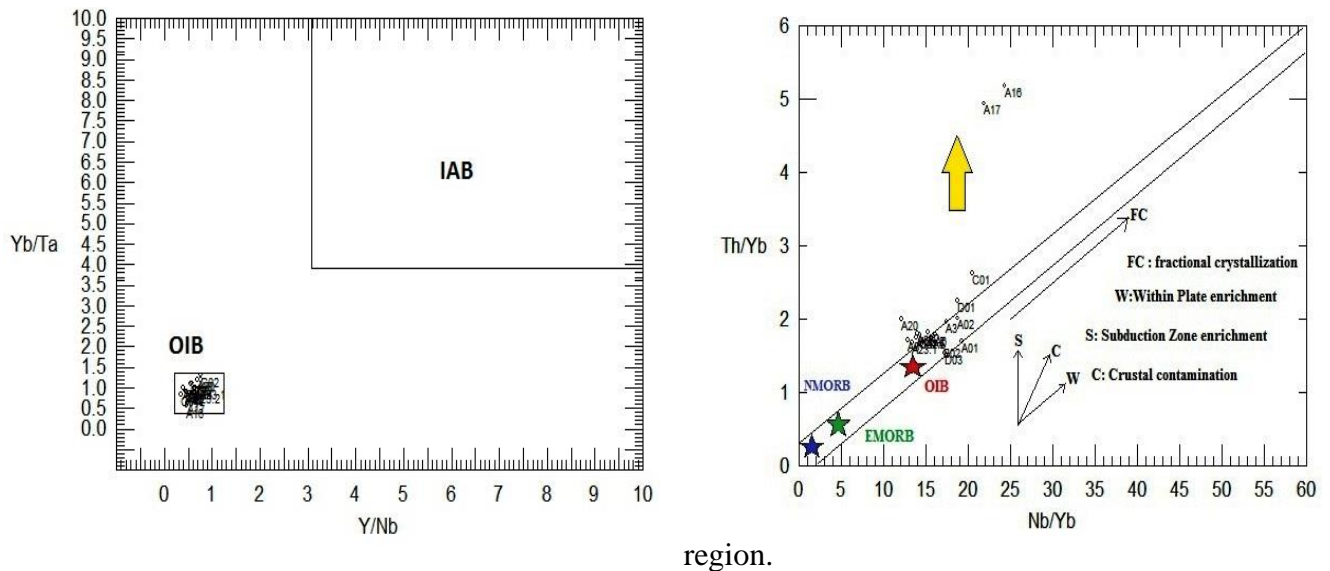 10.0
9.5
9.0
8.5
8.0
7.5
7.0
6.5
6.0
5.5
5.0
4.5
4.0
3.5
3.0
2.5
2.0
1.5
1.0
0.5
0.0
Yb/Ta
IAB
OIB
0 1 2 3 4 5 6 7 8 9 10
Y/Nb
6
5
4
3
2
1
0
Th/Yb
A16
A17
C01
D01
A3 A02
A20
A01
D03
FC
FC : fractional crystallization
W:Within Plate enrichment
S: Subduction Zone enrichment
C: Crustal contamination
S
C
W
NMORB
OIB
EMORB
0 5 10 15 20 25 30 35 40 45 50 55 60
Nb/Yb
region.